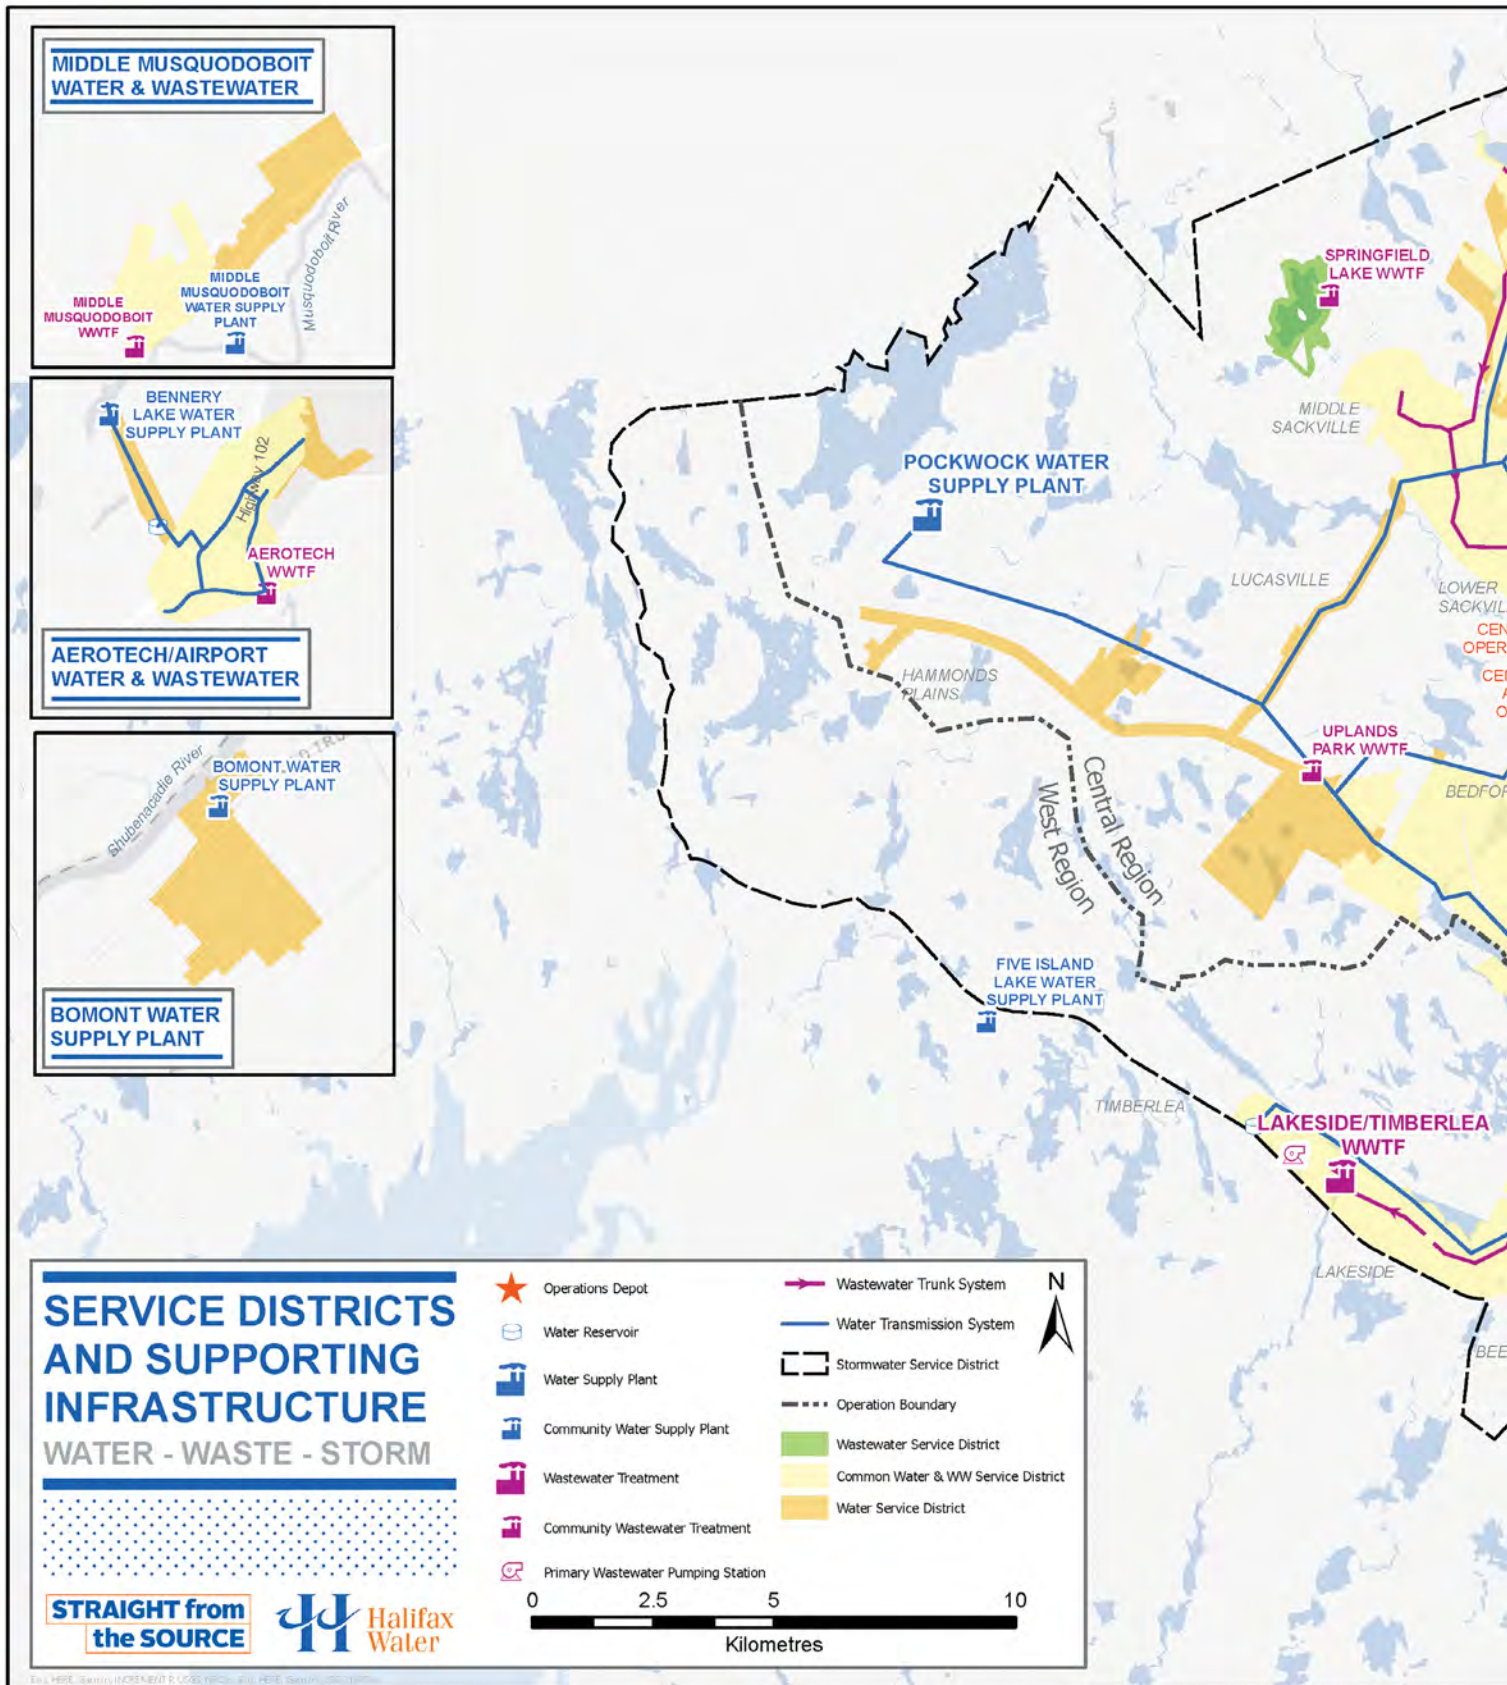 MIDDLE MUSQUODOBOIT
WATER & WASTEWATER
Musquodoboit River
MIDDLE
MUSQUODOBOIT
WATER SUPPLY
PLANT
MIDDLE
MUSQUODOBOIT
WWTF
BENNERY
LAKE WATER
SUPPLY PLANT
Highway 102
AEROTECH
WWTF
AEROTECH/AIRPORT
WATER & WASTEWATER
Shubenacadie River
BOMONT WATER
SUPPLY PLANT
BOMONT WATER
SUPPLY PLANT
SPRINGFIELD
LAKE WWTF
MIDDLE
SACKVILLE
POCKWOCK WATER
SUPPLY PLANT
LUCASVILLE
LOWER
SACKVIL
CEN
OPER
CEN
A
O
HAMMONDS
PLAINS
UPLANDS
PARK WWTF
BEDFOR
Central Region
West Region
FIVE ISLAND
LAKE WATER
SUPPLY PLANT
TIMBERLEA
LAKESIDE/TIMBERLEA
WWTF
LAKESIDE
BEE
SERVICE DISTRICTS
AND SUPPORTING
INFRASTRUCTURE
WATER - WASTE - STORM
STRAIGHT from
the SOURCE
Halifax
Water
Operations Depot
Water Reservoir
Water Supply Plant
Community Water Supply Plant
Wastewater Treatment
Community Wastewater Treatment
Primary Wastewater Pumping Station
Wastewater Trunk System
Water Transmission System
Stormwater Service District
Operation Boundary
Wastewater Service District
Common Water & WW Service District
Water Service District
N
0 2.5 5 10
Kilometres